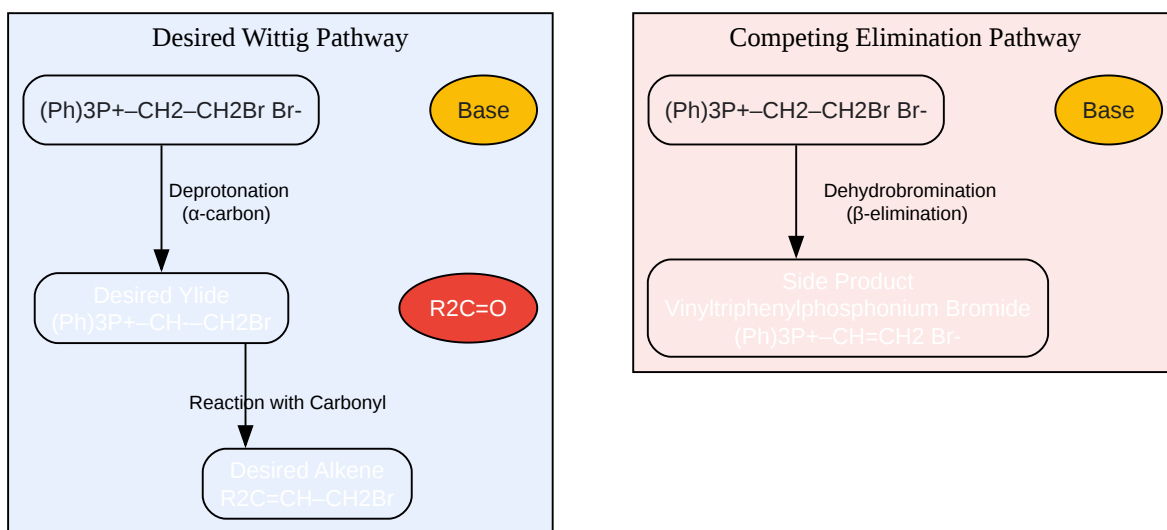 Desired Wittig Pathway
(Ph)3P+–CH2–CH2Br Br-
Base
Deprotonation
(α-carbon)
Desired Ylide
(Ph)3P+–CH-–CH2Br
R2C=O
Reaction with Carbonyl
Desired Alkene
R2C=CH–CH2Br
Competing Elimination Pathway
(Ph)3P+–CH2–CH2Br Br-
Base
Dehydrobromination
(β-elimination)
Side Product
Vinyltriphenylphosphonium Bromide
(Ph)3P+–CH=CH2 Br-